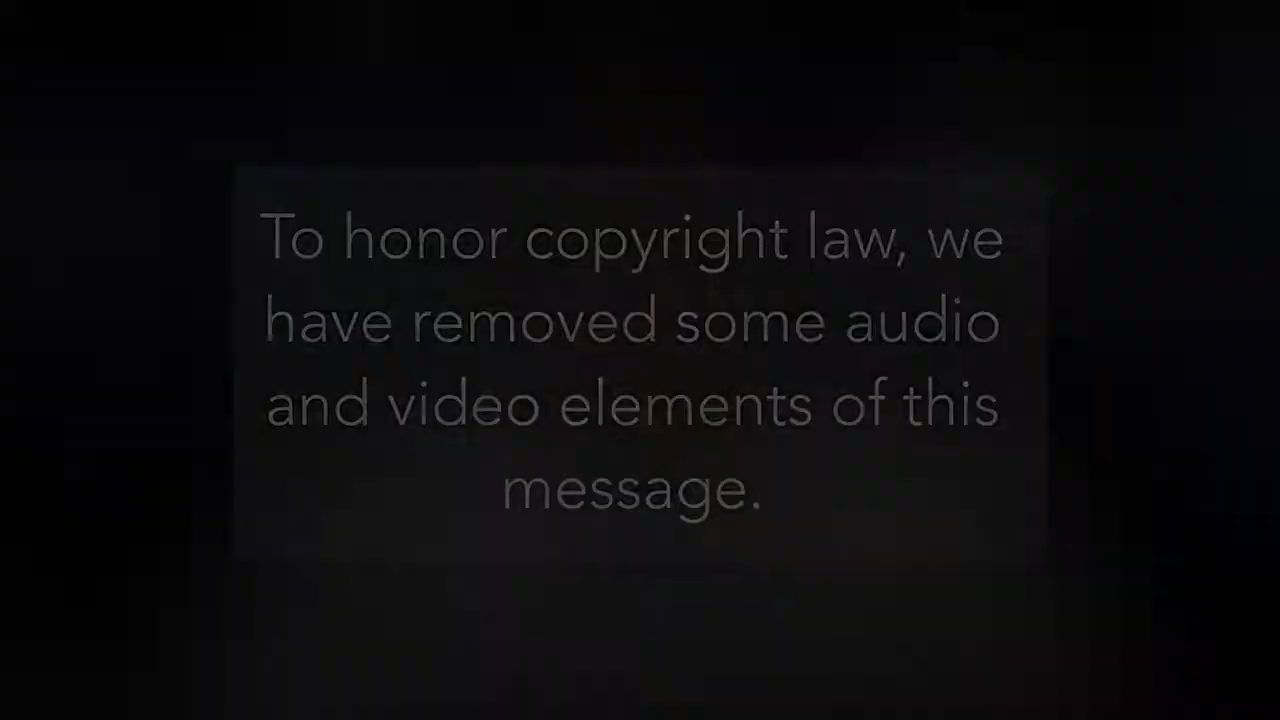 To honor copyright law, we
have removed some audio
and video elements of this
message.